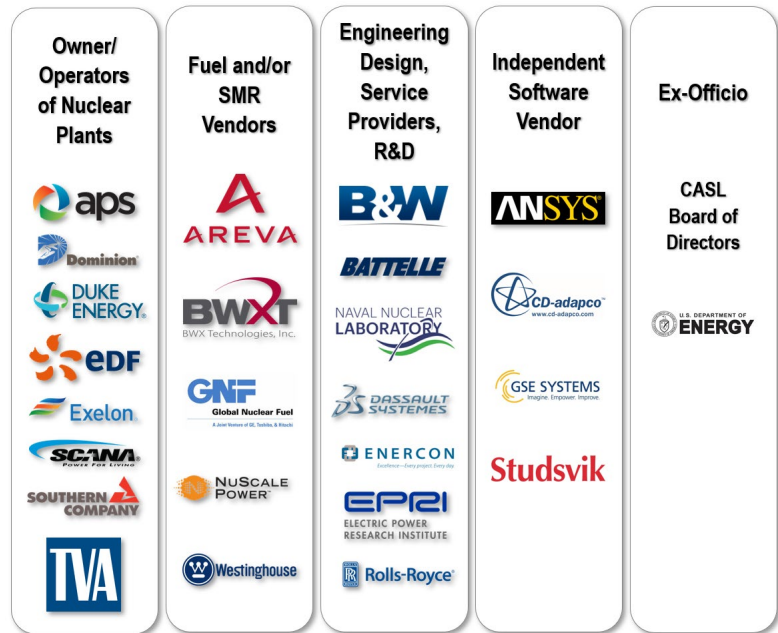 Owner/
Operators
of Nuclear
Plants
aps
Dominion
DUKE
ENERGY®
eDF
Exelon®
SCANA®
POWER FOR LIVING
SOUTHERN
COMPANY
TVA
Fuel and/or
SMR
Vendors
A
AREVA
BWXT
BWX Technologies, Inc.
GNF
Global Nuclear Fuel
A Joint Venture of GE, Toshiba, & Hitachi
N
NUSCALE
POWER™
W
Westinghouse
Engineering
Design,
Service
Providers,
R&D
B&W
BATTELLE
NAVAL NUCLEAR
LABORATORY
DASSAULT
SYSTEMES
ENERCON
Excellence—Every project. Every day.
EPRI
ELECTRIC POWER
RESEARCH INSTITUTE
RR
Rolls-Royce®
Independent
Software
Vendor
ANSYS®
CD-adapco™
www.cd-adapco.com
GSE SYSTEMS
Imagine. Empower. Improve.
Studsvik
Ex-Officio
CASL
Board of
Directors
U.S. DEPARTMENT OF
ENERGY